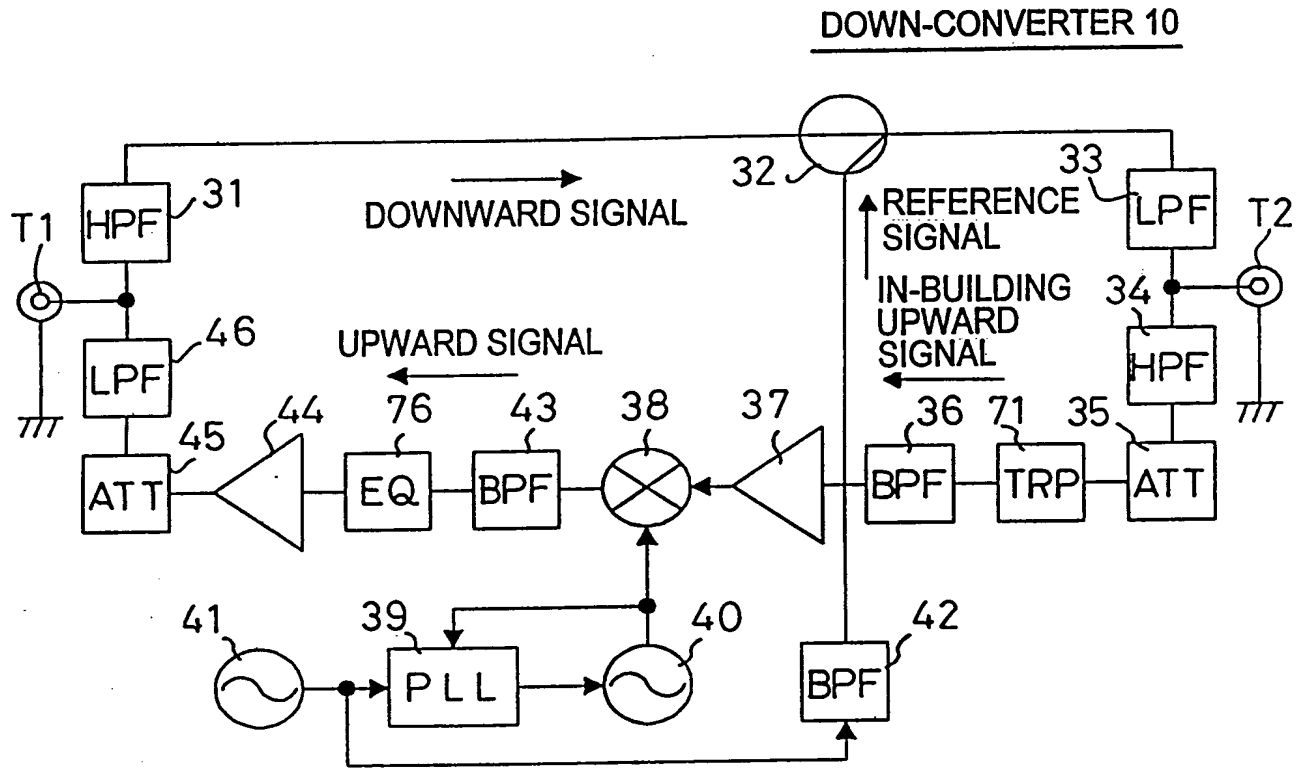 DOWN-CONVERTER 10
32
33
31
HPF
DOWNWARD SIGNAL
REFERENCE
SIGNAL
LPF
T1
T2
IN-BUILDING
UPWARD
SIGNAL
34
46
UPWARD SIGNAL
LPF
HPF
45
44
76
43
38
37
36
71
35
ATT
EQ
BPF
BPF
TRP
ATT
41
39
40
42
PLL
BPF